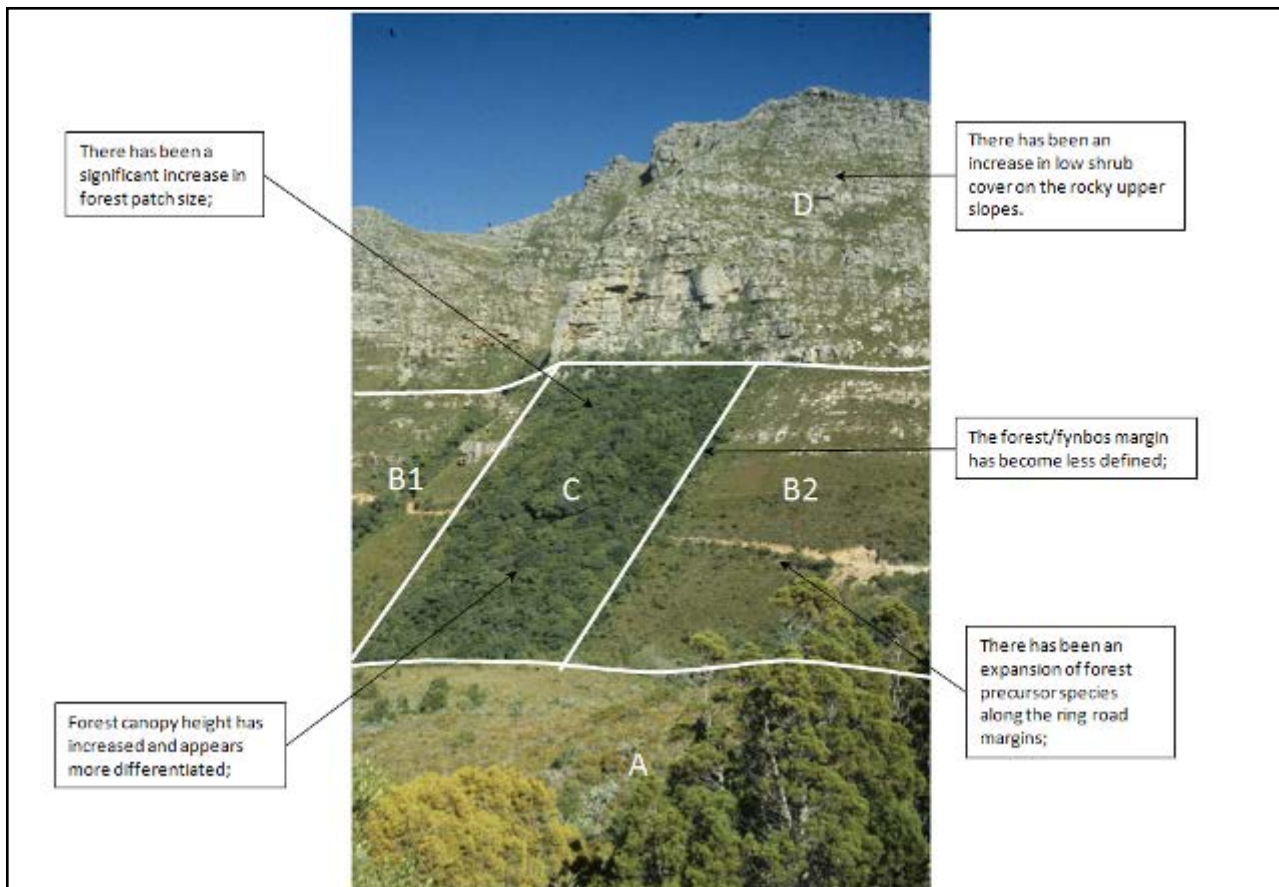 There has been a
significant increase in
forest patch size;
There has been an
increase in low shrub
cover on the rocky upper
slopes.
D
The forest/fynbos margin
has become less defined;
B1
C
B2
There has been an
expansion of forest
precursor species
along the ring road
margins;
Forest canopy height has
increased and appears
more differentiated;
A